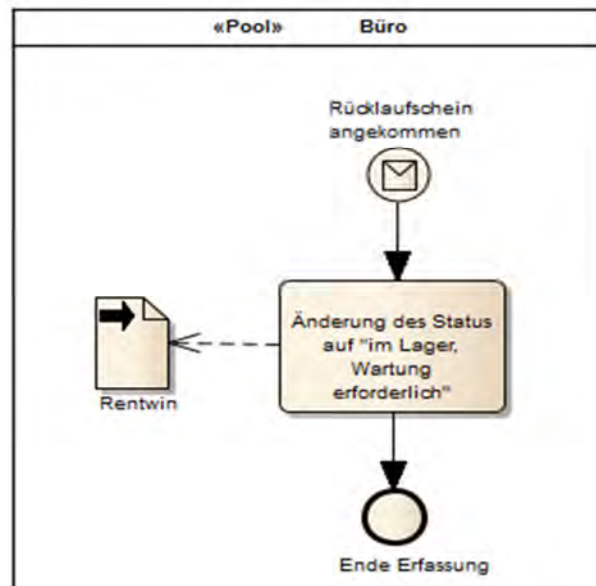 «Pool» Büro
Rücklaufschein
angekommen
Änderung des Status
auf "im Lager,
Wartung
erforderlich"
Rentwin
Ende Erfassung